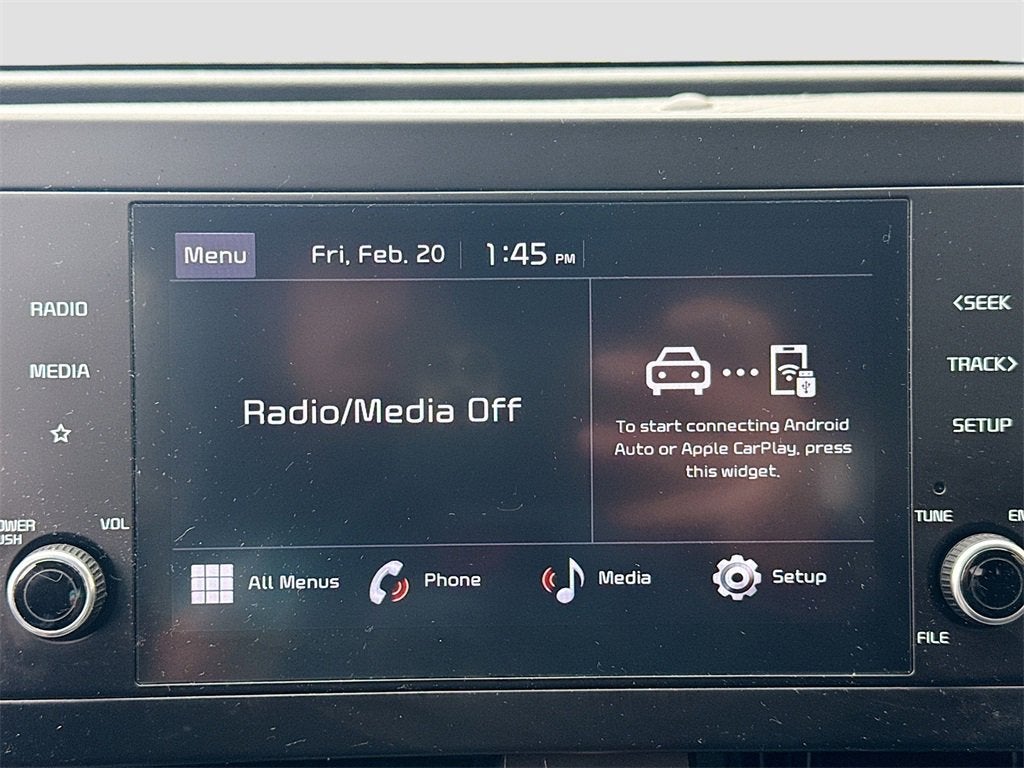 Menu Fri, Feb. 20 1:45 PM
RADIO
MEDIA
<SEEK
TRACK>
SETUP
Radio/Media Off
To start connecting Android
Auto or Apple CarPlay, press
this widget.
VOL
TUNE
All Menus Phone Media Setup
FILE